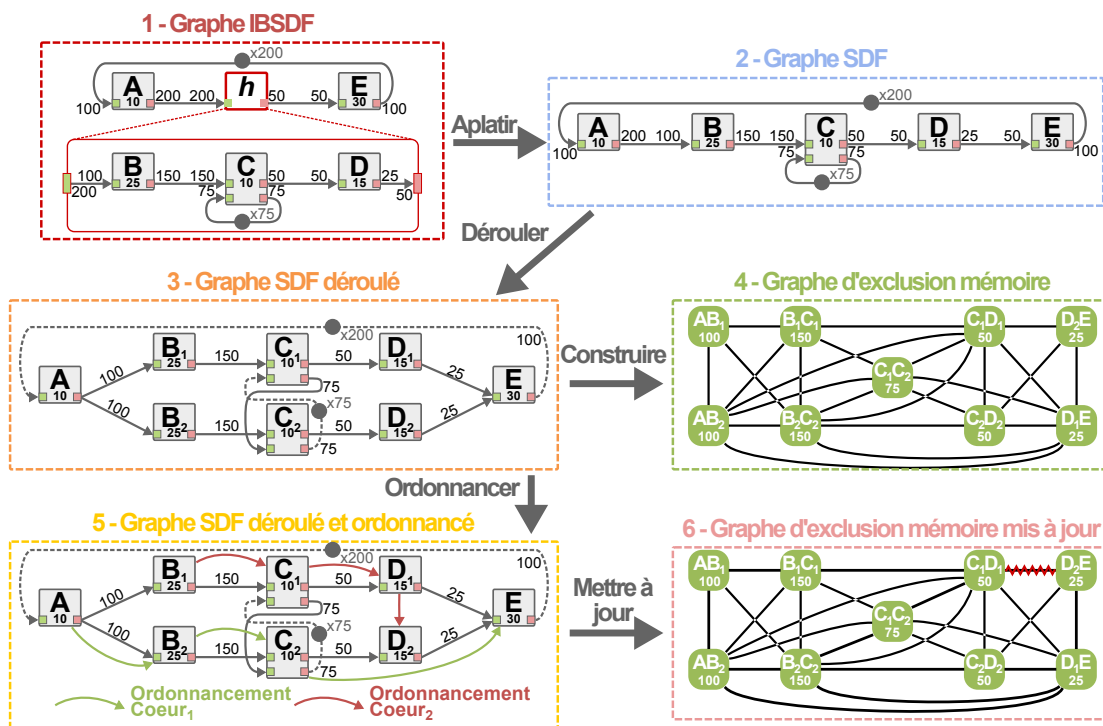 1 - Graphe IBSDF
x200
A
10
h
E
30
100
200
200
50
50
100
B
25
C
10
D
15
100
200
150
150
75
50
75
50
25
50
x75
Aplatir
2 - Graphe SDF
x200
A
10
B
25
C
10
D
15
E
30
100
200
100
150
150
75
50
75
50
25
50
100
x75
Dérouler
3 - Graphe SDF déroulé
x200
100
A
10
B1
25
C1
10
D1
15
E
30
100
150
50
25
75
x75
B2
25
C2
10
D2
15
100
150
50
25
75
Construire
4 - Graphe d'exclusion mémoire
AB1
100
B1C1
150
C1D1
50
D2E
25
C1C2
75
AB2
100
B2C2
150
C2D2
50
D1E
25
Ordonnancer
5 - Graphe SDF déroulé et ordonnancé
x200
100
A
10
B1
25
C1
10
D1
15
E
30
100
150
50
25
75
x75
B2
25
C2
10
D2
15
100
150
50
25
75
Ordonnancement
Coeur1
Ordonnancement
Coeur2
Mettre à
jour
6 - Graphe d'exclusion mémoire mis à jour
AB1
100
B1C1
150
C1D1
50
D2E
25
C1C2
75
AB2
100
B2C2
150
C2D2
50
D1E
25